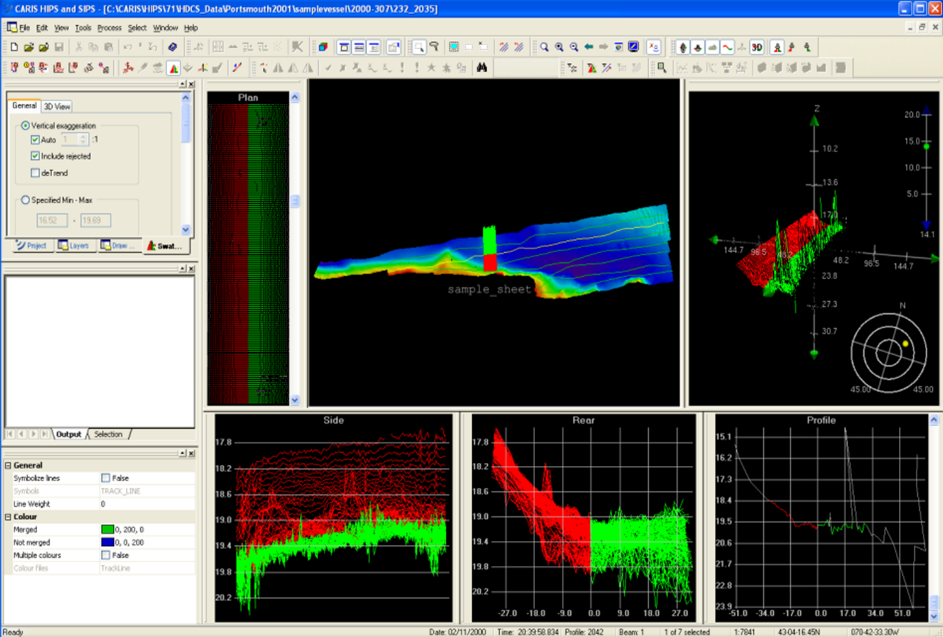 CARIS HIPS and SIPS - [C:\CARIS\HIPS\71\HDCS_Data\Portsmouth2001\samplevessel\2000-307\232_2035]
File Edit View Tools Process Select Window Help
3D
General 3D View
Vertical exaggeration
Auto 1 :1
Include rejected
deTrend
Specified Min - Max
16.52 - 19.69
Project Layers Draw ... Swat...
Output Selection
General
Symbolize lines False
Symbols TRACK_LINE
Line Weight 0
Colour
Merged 0, 200, 0
Not merged 0, 0, 200
Multiple colours False
Colour files TrackLine
Plan
sample_sheet
Z
10.2
13.6
144.7 96.5 48.2 96.5 144.7
23.8
27.3
30.7
20.0
15.0
10.0
5.0
14.1
N
45.00 45.00
Side
17.8
18.2
18.6
19.0
19.4
19.8
20.2
Rear
17.8
18.2
18.6
19.0
19.4
19.8
20.2
-27.0 -18.0 -9.0 0.0 9.0 18.0 27.0
Profile
15.1
16.2
17.3
18.4
19.5
20.6
21.7
22.8
23.9
-51.0 -34.0 -17.0 0.0 17.0 34.0 51.0
Ready Date: 02/11/2000 Time: 20:39:58.834 Profile: 2042 Beam: 1 1 of 7 selected 1:7841 43-04-16.45N 070-42-33.30W